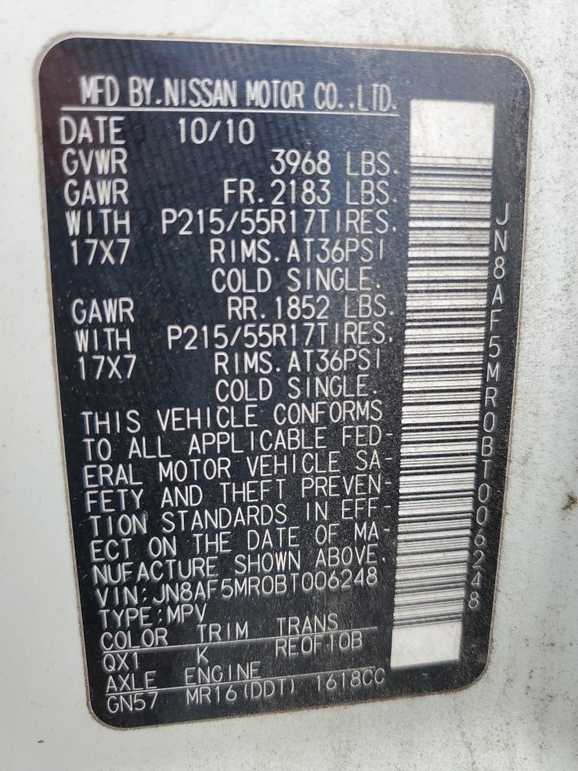 MFD BY.NISSAN MOTOR CO.,LTD.
DATE 10/10
GVWR 3968 LBS.
GAWR FR.2183 LBS.
WITH P215/55R17TIRES.
17X7 RIMS.AT36PSI
COLD SINGLE.
GAWR RR.1852 LBS.
WITH P215/55R17TIRES.
17X7 RIMS.AT36PSI
COLD SINGLE.
THIS VEHICLE CONFORMS
TO ALL APPLICABLE FED-
ERAL MOTOR VEHICLE SA-
FETY AND THEFT PREVEN-
TION STANDARDS IN EFF-
ECT ON THE DATE OF MA-
NUFACTURE SHOWN ABOVE.
VIN:JN8AF5MR0BT006248
TYPE:MPV
COLOR TRIM TRANS
QX1 K RE0F10B
AXLE ENGINE
GN57 MR16(DDT) 1618CC
JN8AF5MR0BT006248